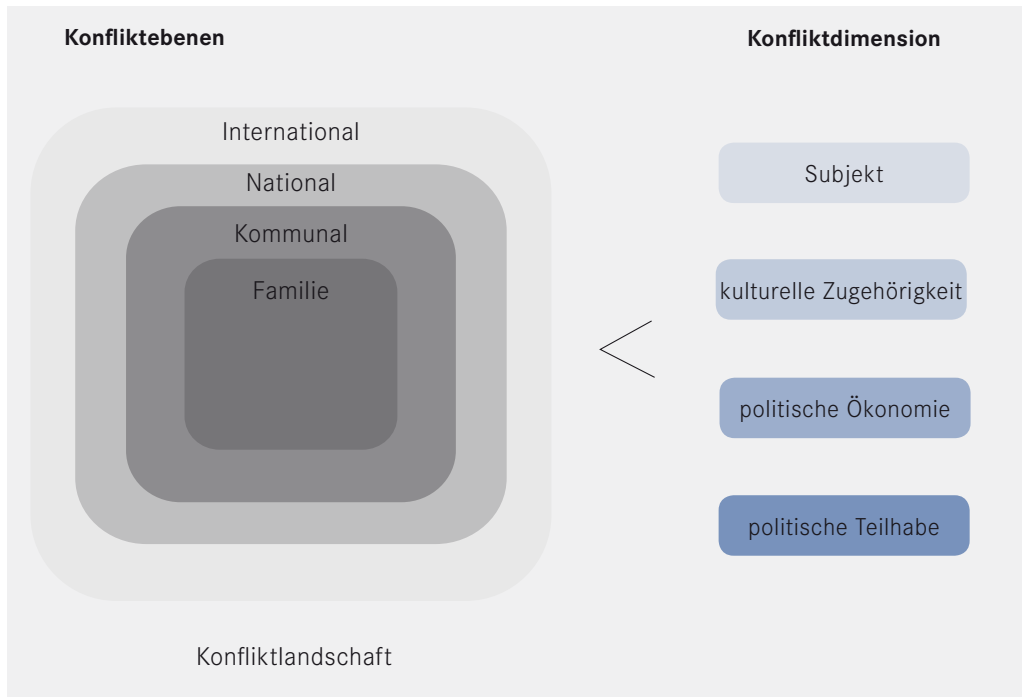 Konfliktebenen
Konfliktdimension
International
National
Kommunal
Familie
Subjekt
kulturelle Zugehörigkeit
politische Ökonomie
politische Teilhabe
Konfliktlandschaft